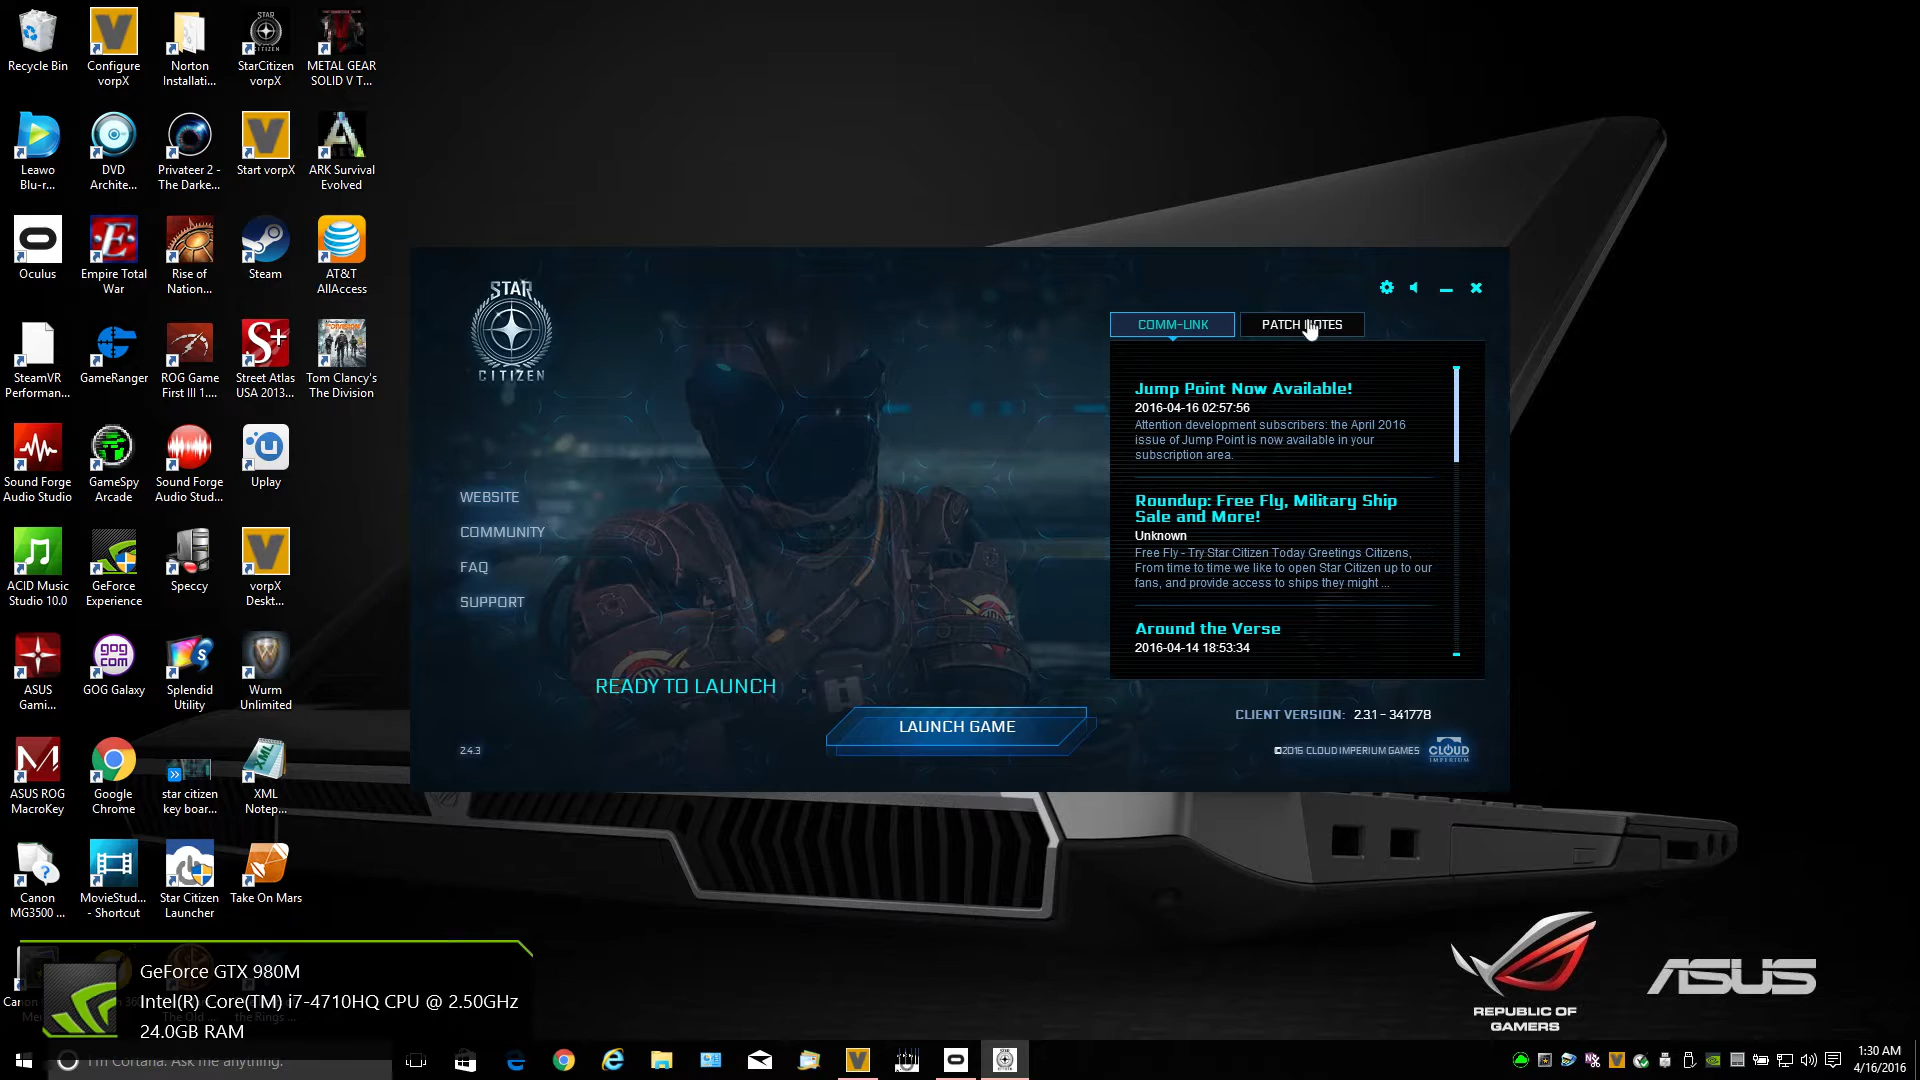 Recycle Bin
Configure
vorpX
Norton
Installati...
StarCitizen
vorpX
METAL GEAR
SOLID V T...
Leawo
Blu-r...
DVD
Archite...
Privateer 2 -
The Darke...
Start vorpX
ARK Survival
Evolved
Oculus
Empire Total
War
Rise of
Nation...
Steam
AT&T
AllAccess
SteamVR
Performan...
GameRanger
ROG Game
First III 1....
Street Atlas
USA 2013...
Tom Clancy's
The Division
Sound Forge
Audio Studio
GameSpy
Arcade
Sound Forge
Audio Stud...
Uplay
ACID Music
Studio 10.0
GeForce
Experience
Speccy
vorpX
Deskt...
ASUS
Gami...
GOG Galaxy
Splendid
Utility
Wurm
Unlimited
ASUS ROG
MacroKey
Google
Chrome
star citizen
key boar...
XML
Notep...
Canon
MG3500 ...
MovieStud...
- Shortcut
Star Citizen
Launcher
Take On Mars
STAR
CITIZEN
WEBSITE
COMMUNITY
FAQ
SUPPORT
READY TO LAUNCH
LAUNCH GAME
2.4.3
COMM-LINK
PATCH NOTES
Jump Point Now Available!
2016-04-16 02:57:56
Attention development subscribers: the April 2016
issue of Jump Point is now available in your
subscription area.
Roundup: Free Fly, Military Ship
Sale and More!
Unknown
Free Fly - Try Star Citizen Today Greetings Citizens,
From time to time we like to open Star Citizen up to our
fans, and provide access to ships they might ...
Around the Verse
2016-04-14 18:53:34
CLIENT VERSION: 2.3.1 - 341778
©2016 CLOUD IMPERIUM GAMES
CLOUD
IMPERIUM
GeForce GTX 980M
Intel(R) Core(TM) i7-4710HQ CPU @ 2.50GHz
24.0GB RAM
I'm Cortana. Ask me anything.
REPUBLIC OF
GAMERS
ASUS
1:30 AM
4/16/2016